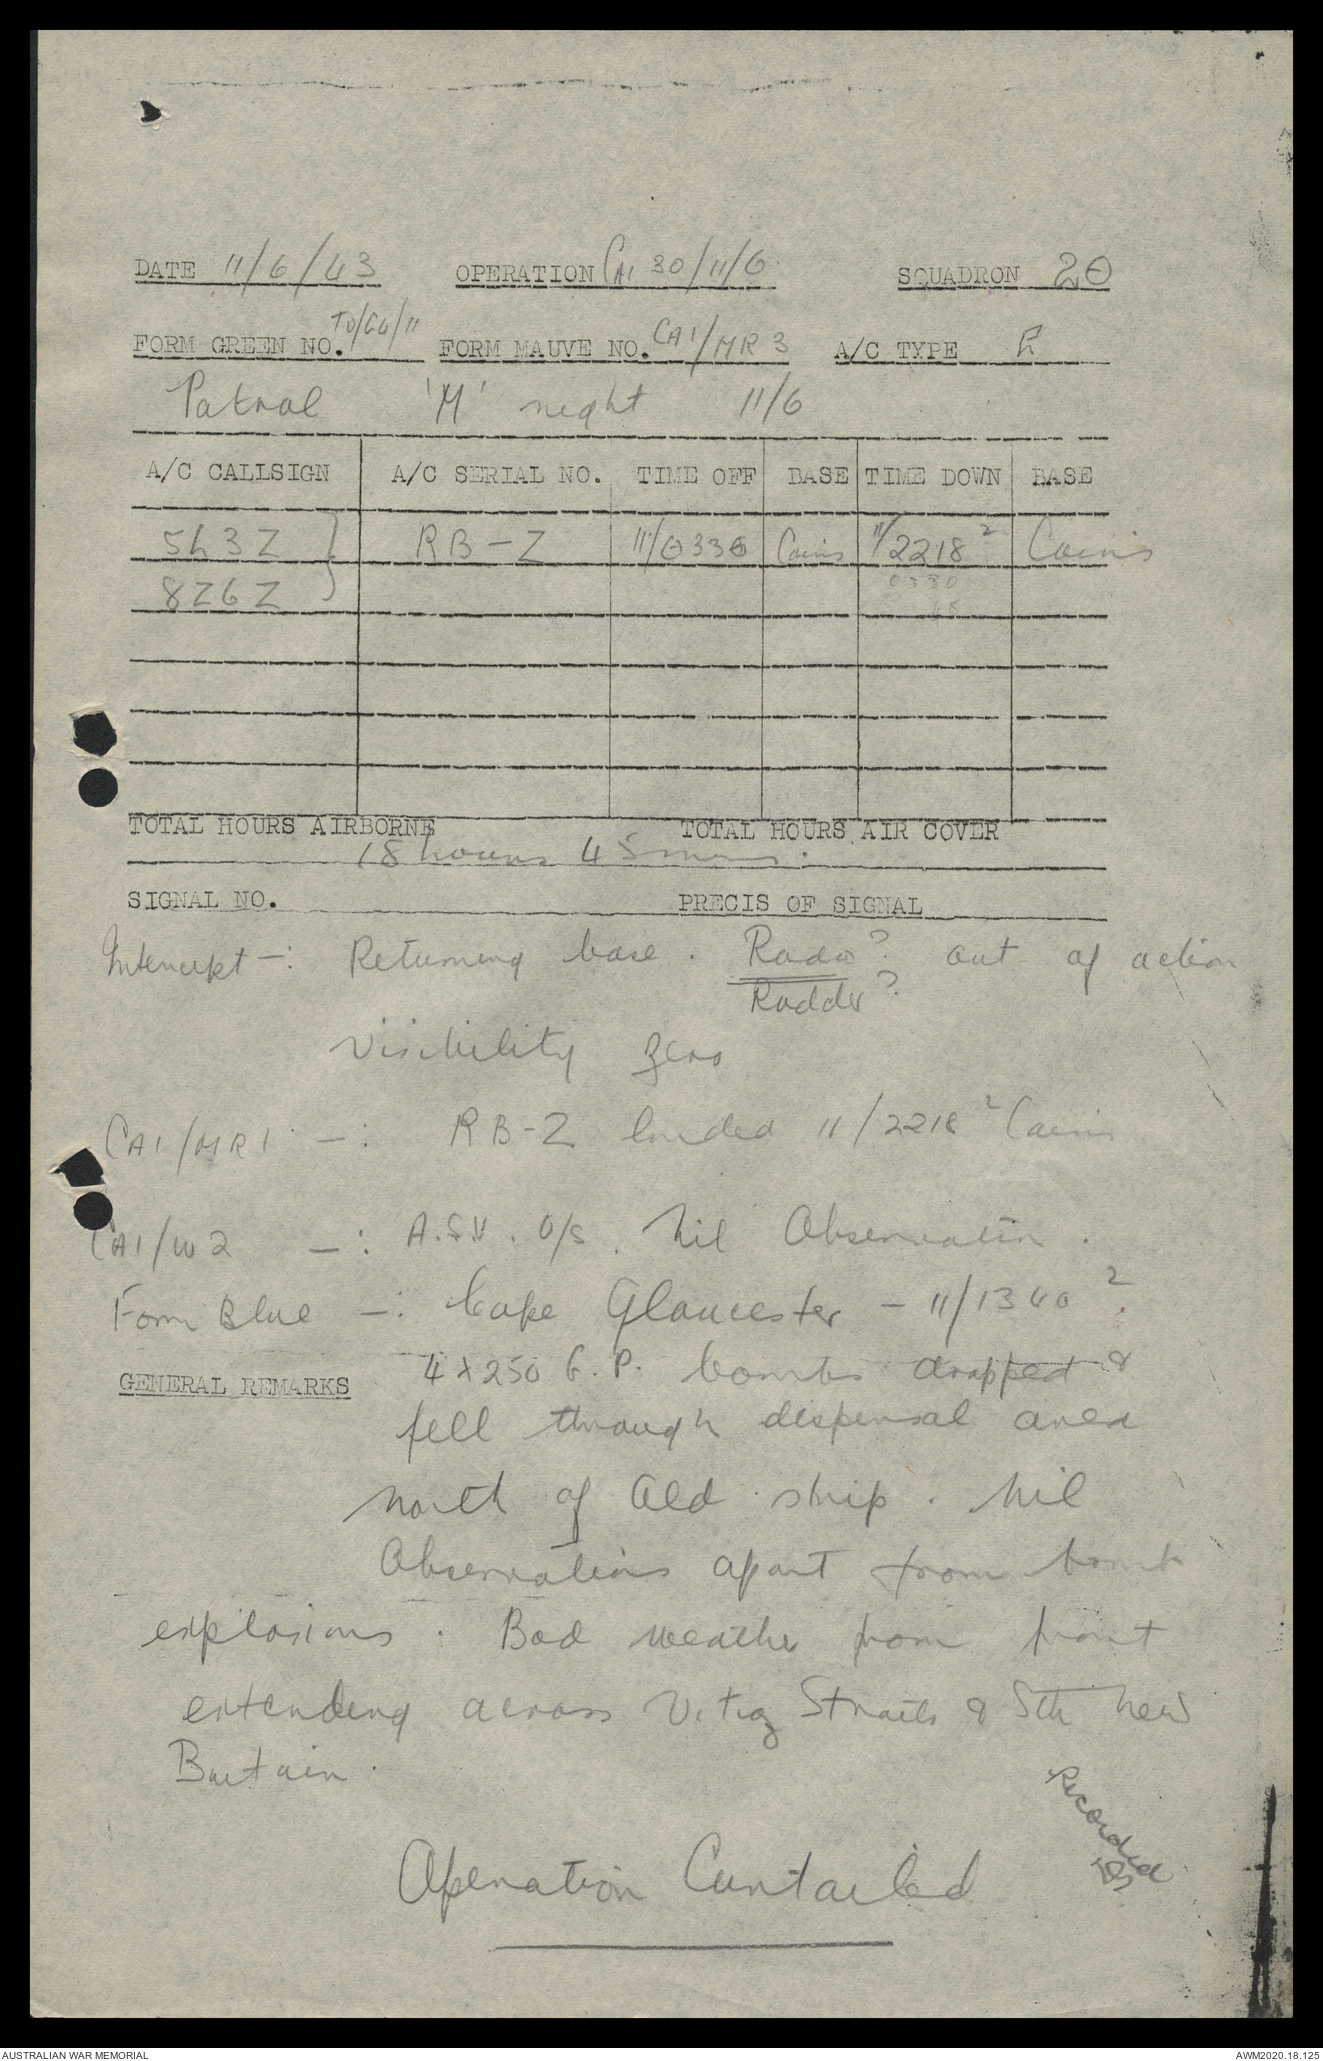 DATE 11/6/43 OPERATION CA1 30/11/6 SQUADRON 20
FORM GREEN NO. FORM MAUVE NO. CA1/MR 3 A/C TYPE
Patrol 'M' night 11/6
A/C CALLSIGN A/C SERIAL NO. TIME OFF BASE TIME DOWN BASE
5L3Z RB-Z 11/0330 Cairns 11/2218 Z Cairns
8Z6Z 0330
45
TOTAL HOURS AIRBORNE TOTAL HOURS AIR COVER
18 hours 45 mins.
SIGNAL NO. PRECIS OF SIGNAL
Intercept -: Returning base. Radio? out of action
Rudder?
Visibility zero
CA1/MR1 -: RB-Z landed 11/2218 Z Cairns
CA1/W2 -: A.S.V. U/S. Nil Observation.
Form Blue -: Cape Gloucester - 11/1340 Z.
GENERAL REMARKS 4 x 250 G.P. bombs dropped &
fell through dispersal area
north of old strip. Nil
Observations apart from bomb
explosions. Bad weather from front
extending across Vitiaz Straits & Sth New
Britain.
Recorded
Operation Curtailed
AUSTRALIAN WAR MEMORIAL AWM2020.18.125